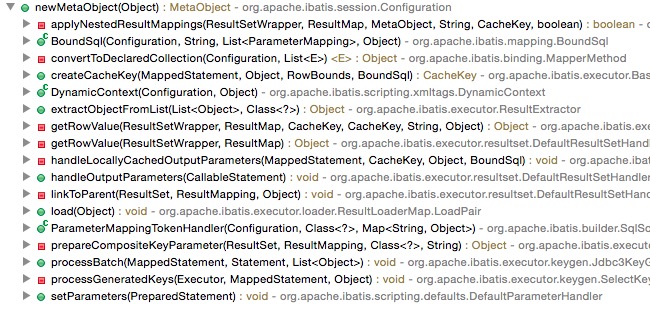 newMetaObject(Object) : MetaObject - org.apache.ibatis.session.Configuration
applyNestedResultMappings(ResultSetWrapper, ResultMap, MetaObject, String, CacheKey, boolean) : boolean - o
BoundSql(Configuration, String, List<ParameterMapping>, Object) - org.apache.ibatis.mapping.BoundSql
convertToDeclaredCollection(Configuration, List<E>) <E> : Object - org.apache.ibatis.binding.MapperMethod
createCacheKey(MappedStatement, Object, RowBounds, BoundSql) : CacheKey - org.apache.ibatis.executor.Bas
DynamicContext(Configuration, Object) - org.apache.ibatis.scripting.xmltags.DynamicContext
extractObjectFromList(List<Object>, Class<?>) : Object - org.apache.ibatis.executor.ResultExtractor
getRowValue(ResultSetWrapper, ResultMap, CacheKey, CacheKey, String, Object) : Object - org.apache.ibatis.exe
getRowValue(ResultSetWrapper, ResultMap) : Object - org.apache.ibatis.executor.resultset.DefaultResultSetHandl
handleLocallyCachedOutputParameters(MappedStatement, CacheKey, Object, BoundSql) : void - org.apache.ibat
handleOutputParameters(CallableStatement) : void - org.apache.ibatis.executor.resultset.DefaultResultSetHandle
linkToParent(ResultSet, ResultMapping, Object) : void - org.apache.ibatis.executor.resultset.DefaultResultSetHanc
load(Object) : void - org.apache.ibatis.executor.loader.ResultLoaderMap.LoadPair
ParameterMappingTokenHandler(Configuration, Class<?>, Map<String, Object>) - org.apache.ibatis.builder.SqlSc
prepareCompositeKeyParameter(ResultSet, ResultMapping, Class<?>, String) : Object - org.apache.ibatis.executor
processBatch(MappedStatement, Statement, List<Object>) : void - org.apache.ibatis.executor.keygen.Jdbc3KeyG
processGeneratedKeys(Executor, MappedStatement, Object) : void - org.apache.ibatis.executor.keygen.SelectKey
setParameters(PreparedStatement) : void - org.apache.ibatis.scripting.defaults.DefaultParameterHandler